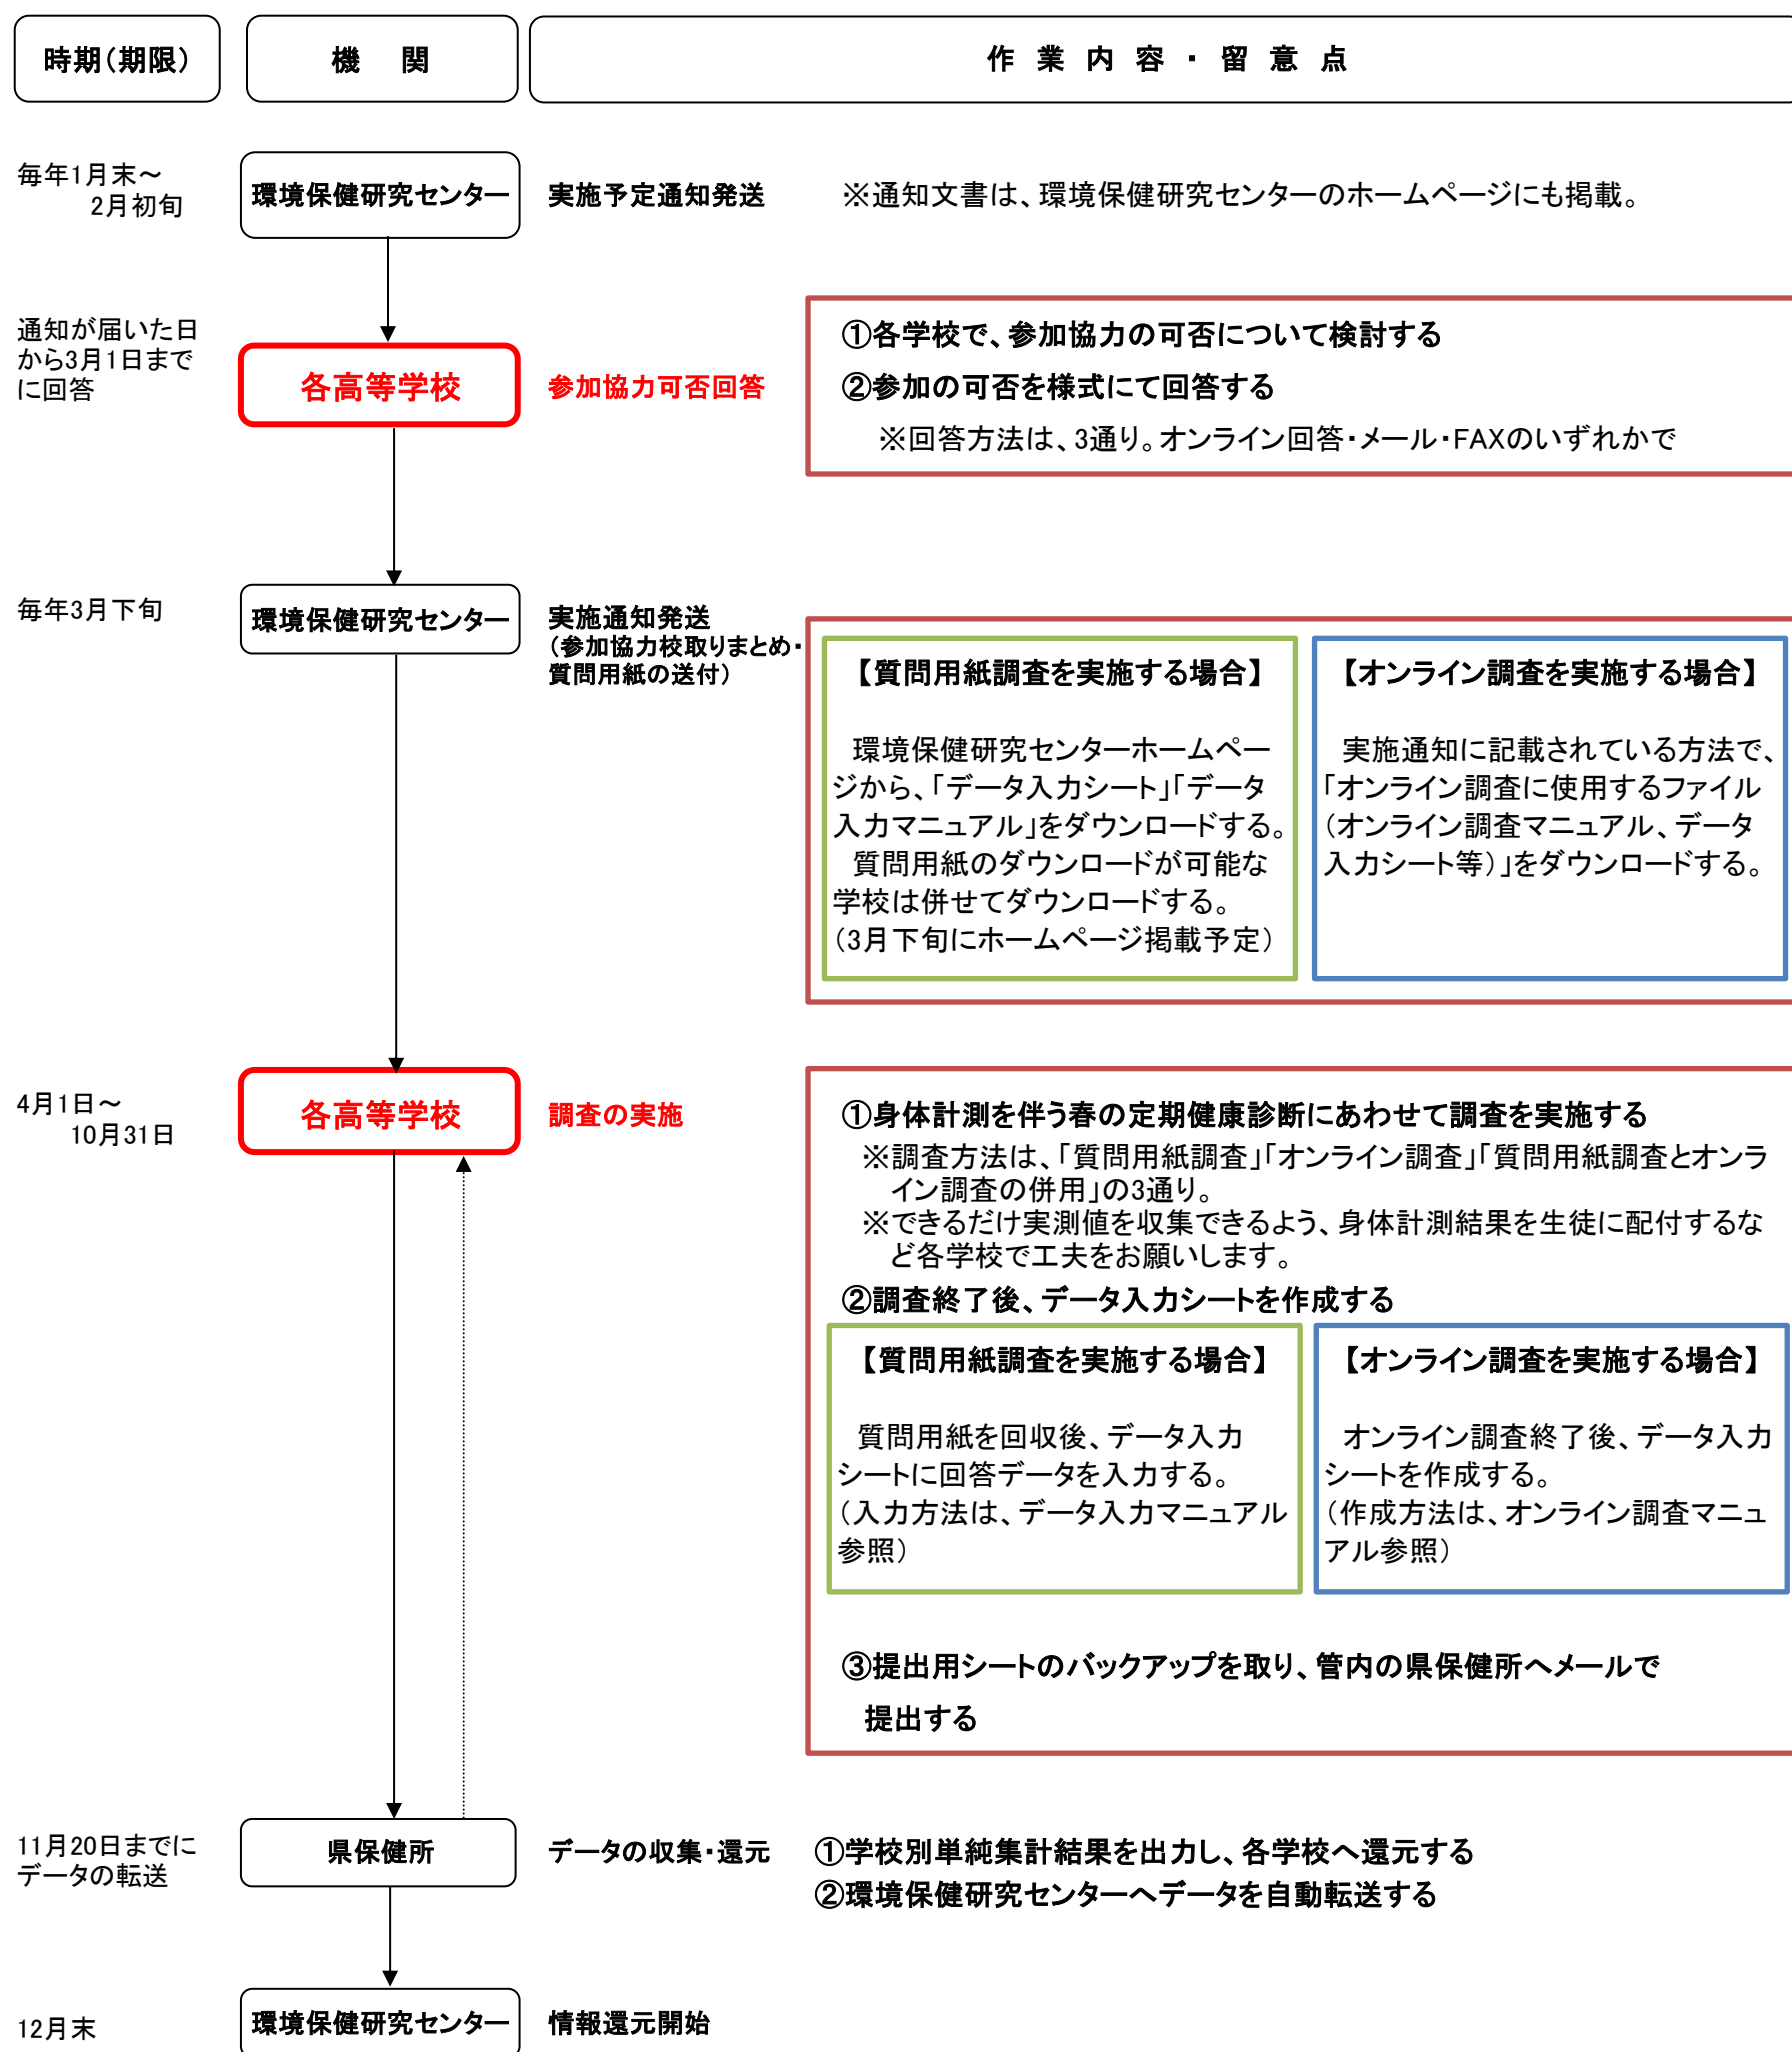 時期（期限）
機　関
作　業　内　容　・　留　意　点
毎年1月末～
2月初旬
環境保健研究センター
実施予定通知発送
※通知文書は、環境保健研究センターのホームページにも掲載。
通知が届いた日
から3月1日まで
に回答
各高等学校
参加協力可否回答
①各学校で、参加協力の可否について検討する
②参加の可否を様式にて回答する
※回答方法は、3通り。オンライン回答・メール・FAXのいずれかで
毎年3月下旬
環境保健研究センター
実施通知発送
（参加協力校取りまとめ・
質問用紙の送付）
【質問用紙調査を実施する場合】
環境保健研究センターホームペー
ジから、「データ入力シート」「データ
入力マニュアル」をダウンロードする。
質問用紙のダウンロードが可能な
学校は併せてダウンロードする。
（3月下旬にホームページ掲載予定）
【オンライン調査を実施する場合】
実施通知に記載されている方法で、
「オンライン調査に使用するファイル
（オンライン調査マニュアル、データ
入力シート等）」をダウンロードする。
4月1日～
10月31日
各高等学校
調査の実施
①身体計測を伴う春の定期健康診断にあわせて調査を実施する
※調査方法は、「質問用紙調査」「オンライン調査」「質問用紙調査とオンラ
イン調査の併用」の3通り。
※できるだけ実測値を収集できるよう、身体計測結果を生徒に配付するな
ど各学校で工夫をお願いします。
②調査終了後、データ入力シートを作成する
【質問用紙調査を実施する場合】
質問用紙を回収後、データ入力
シートに回答データを入力する。
（入力方法は、データ入力マニュアル
参照）
【オンライン調査を実施する場合】
オンライン調査終了後、データ入力
シートを作成する。
（作成方法は、オンライン調査マニュ
アル参照）
③提出用シートのバックアップを取り、管内の県保健所へメールで
提出する
11月20日までに
データの転送
県保健所
データの収集・還元
①学校別単純集計結果を出力し、各学校へ還元する
②環境保健研究センターへデータを自動転送する
12月末
環境保健研究センター
情報還元開始